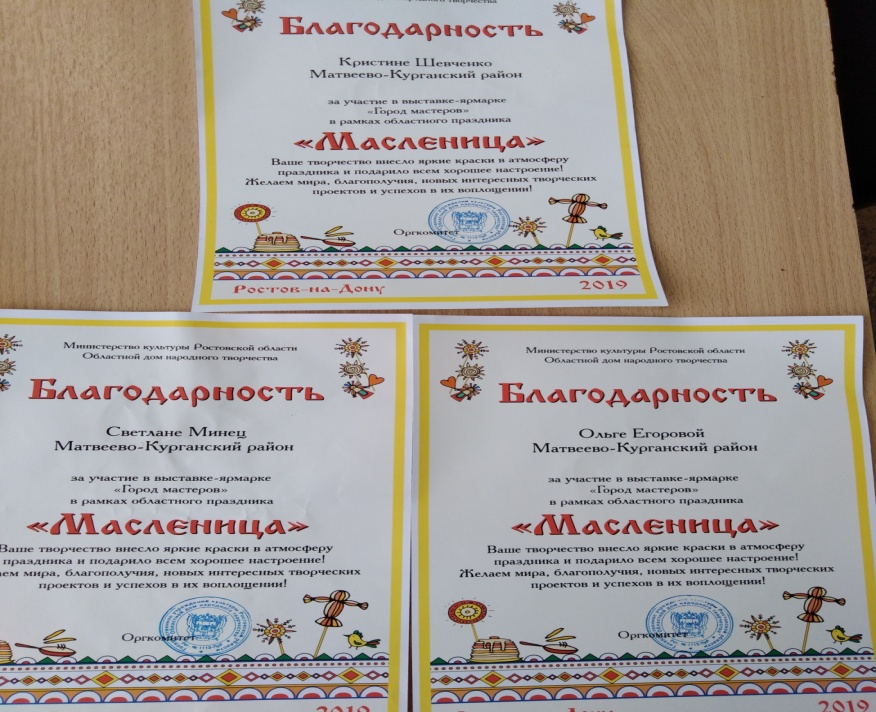 народного творчества
Благодарность
Кристине Шевченко
Матвеево-Курганский район
за участие в выставке-ярмарке
«Город мастеров»
в рамках областного праздника
«Масленица»
Ваше творчество внесло яркие краски в атмосферу
праздника и подарило всем хорошее настроение!
Желаем мира, благополучия, новых интересных творческих
проектов и успехов в их воплощении!
Оргкомитет
Ростов-на-Дону 2019
Министерство культуры Ростовской области
Областной дом народного творчества
Благодарность
Светлане Минец
Матвеево-Курганский район
за участие в выставке-ярмарке
«Город мастеров»
в рамках областного праздника
«Масленица»
Ваше творчество внесло яркие краски в атмосферу
праздника и подарило всем хорошее настроение!
аем мира, благополучия, новых интересных творческих
проектов и успехов в их воплощении!
Оргкомитет
2019
Министерство культуры Ростовской области
Областной дом народного творчества
Благодарность
Ольге Егоровой
Матвеево-Курганский район
за участие в выставке-ярмарке
«Город мастеров»
в рамках областного праздника
«Масленица»
Ваше творчество внесло яркие краски в атмосферу
праздника и подарило всем хорошее настроение!
Желаем мира, благополучия, новых интересных творческих
проектов и успехов в их воплощении!
Оргкомитет
2019